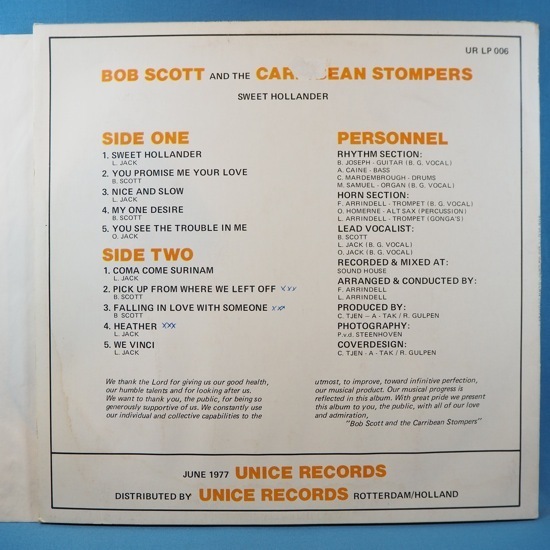 UR LP 006
BOB SCOTT AND THE CARRIBEAN STOMPERS
SWEET HOLLANDER
SIDE ONE
1. SWEET HOLLANDER
L. JACK
2. YOU PROMISE ME YOUR LOVE
B. SCOTT
3. NICE AND SLOW
L. JACK
4. MY ONE DESIRE
B. SCOTT
5. YOU SEE THE TROUBLE IN ME
O. JACK
SIDE TWO
1. COMA COME SURINAM
L. JACK
2. PICK UP FROM WHERE WE LEFT OFF xxx
B. SCOTT
3. FALLING IN LOVE WITH SOMEONE xx
B SCOTT
4. HEATHER xxx
L. JACK
5. WE VINCI
L. JACK
PERSONNEL
RHYTHM SECTION:
B. JOSEPH - GUITAR (B. G. VOCAL)
A. CAINE - BASS
C. MARDEMBROUGH - DRUMS
M. SAMUEL - ORGAN (B. G. VOCAL)
HORN SECTION:
F. ARRINDELL - TROMPET (B. G. VOCAL)
O. HOMERNE - ALT SAX (PERCUSSION)
L. ARRINDELL - TROMPET (GONGA'S)
LEAD VOCALIST:
B. SCOTT
L. JACK (B. G. VOCAL)
O. JACK (B. G. VOCAL)
RECORDED & MIXED AT:
SOUND HOUSE
ARRANGED & CONDUCTED BY:
F. ARRINDELL
L. ARRINDELL
PRODUCED BY:
C. TJEN - A - TAK / R. GULPEN
PHOTOGRAPHY:
P.v.d. STEENHOVEN
COVERDESIGN:
C. TJEN - A - TAK / R. GULPEN
We thank the Lord for giving us our good health,
our humble talents and for looking after us.
We want to thank you, the public, for being so
generously supportive of us. We constantly use
our individual and collective capabilities to the
utmost, to improve, toward infinitive perfection,
our musical product. Our musical progress is
reflected in this album. With great pride we present
this album to you, the public, with all of our love
and admiration,
"Bob Scott and the Carribean Stompers"
JUNE 1977 UNICE RECORDS
DISTRIBUTED BY UNICE RECORDS ROTTERDAM/HOLLAND